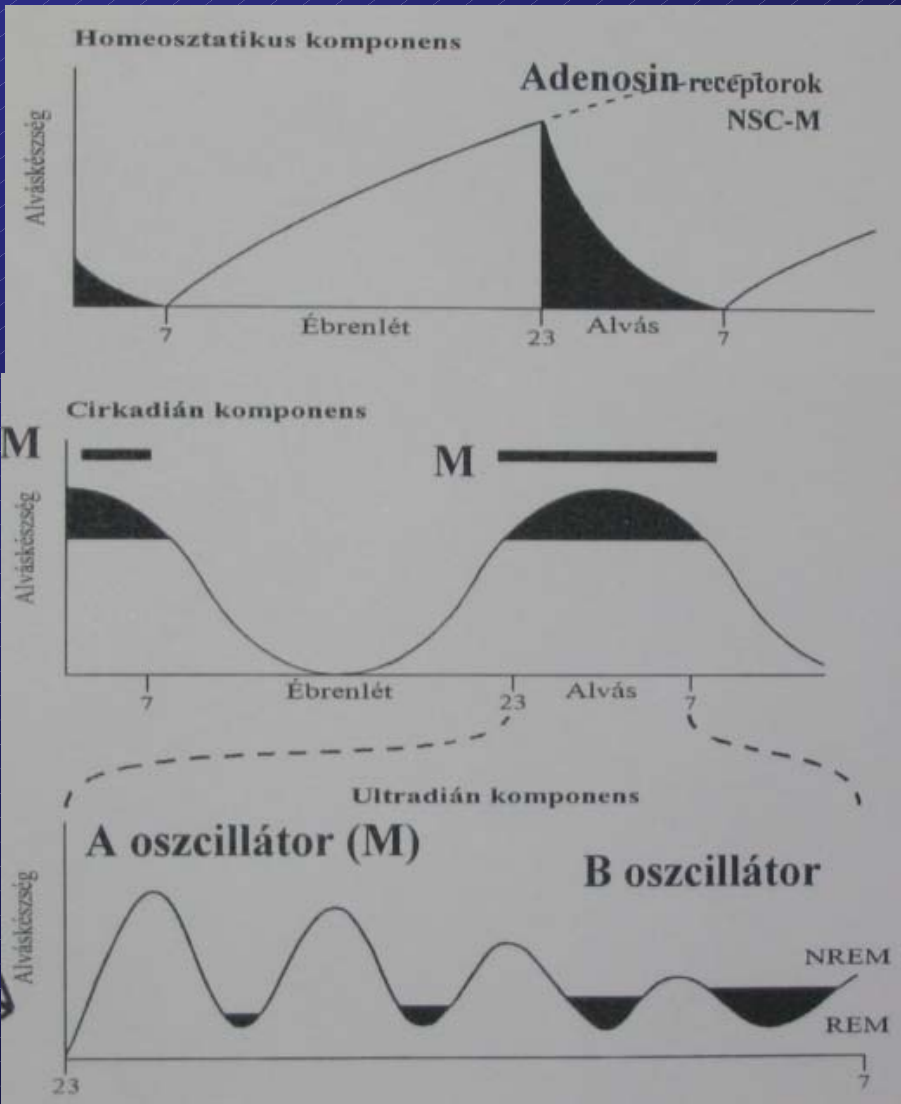 Homeosztatikus komponens
Adenosin-receptorok
NSC-M
Alváskészség
7 Ébrenlét 23 Alvás 7
Cirkadián komponens
M M
Alváskészség
7 Ébrenlét 23 Alvás 7
Ultradián komponens
A oszcillátor (M)
B oszcillátor
Alváskészség
NREM
REM
23 7